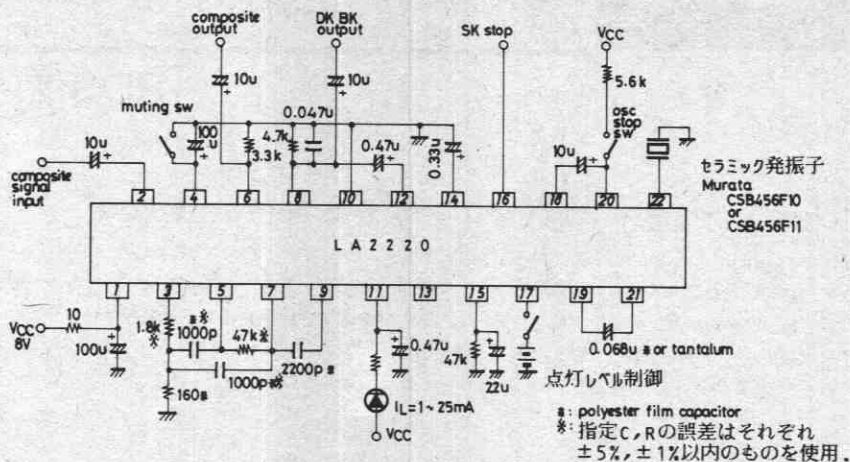 composite
output
DK BK
output
SK stop
Vcc
10u
10u
5.6k
muting sw
0.047u
osc
stop
sw
100
u
3.3k
4.7k
0.47u
0.33u
10u
10u
composite
signal
input
セラミック発振子
Murata
CSB456F10
or
CSB456F11
2
4
6
8
10
12
14
16
18
20
22
LA2220
1
3
5
7
9
11
13
15
17
19
21
Vcc
8V
10
100u
1.8k
※
1000p
47k※
2200p
1000p
160
0.47u
IL=1~25mA
Vcc
47k
22u
0.068u or tantalum
点灯レベル制御
: polyester film capacitor
※: 指定C,Rの誤差はそれぞれ
±5%,±1%以内のものを使用.